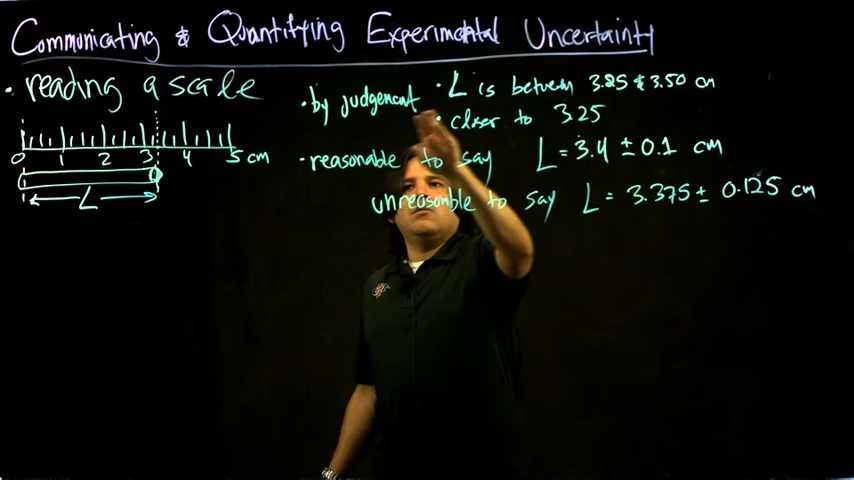 Communicating & Quantifying Experimental Uncertainty
• reading a scale
0 1 2 3 4 5 cm
L
• by judgement • L is between 3.25 & 3.50 cm
• closer to 3.25
• reasonable to say L = 3.4 ± 0.1 cm
unreasonable to say L = 3.375 ± 0.125 cm